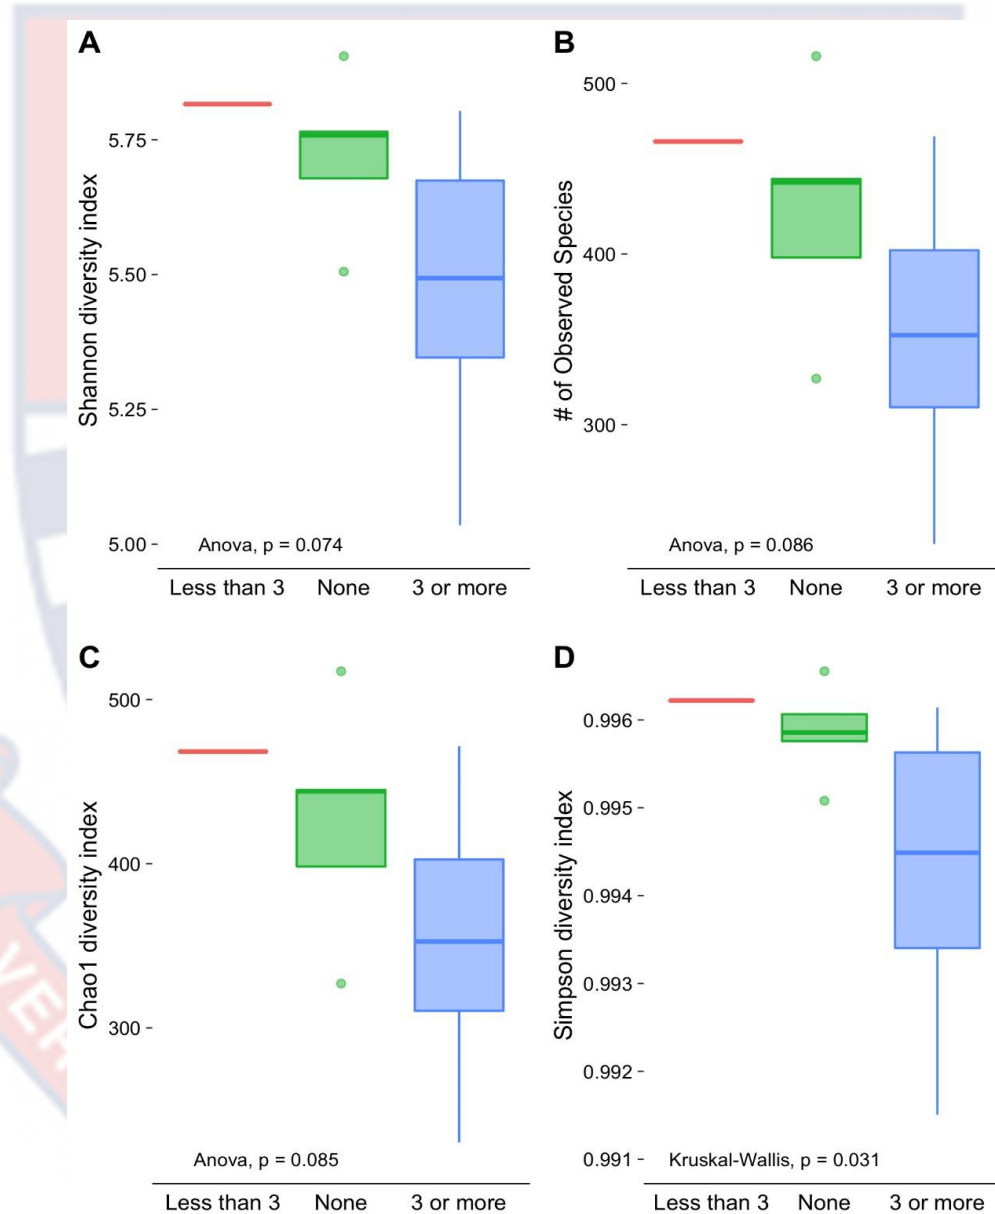 A
Shannon diversity index
5.75
5.50
5.25
5.00
Anova, p = 0.074
Less than 3 None 3 or more
B
# of Observed Species
500
400
300
Anova, p = 0.086
Less than 3 None 3 or more
C
Chao1 diversity index
500
400
300
Anova, p = 0.085
Less than 3 None 3 or more
D
Simpson diversity index
0.996
0.995
0.994
0.993
0.992
0.991
Kruskal-Wallis, p = 0.031
Less than 3 None 3 or more